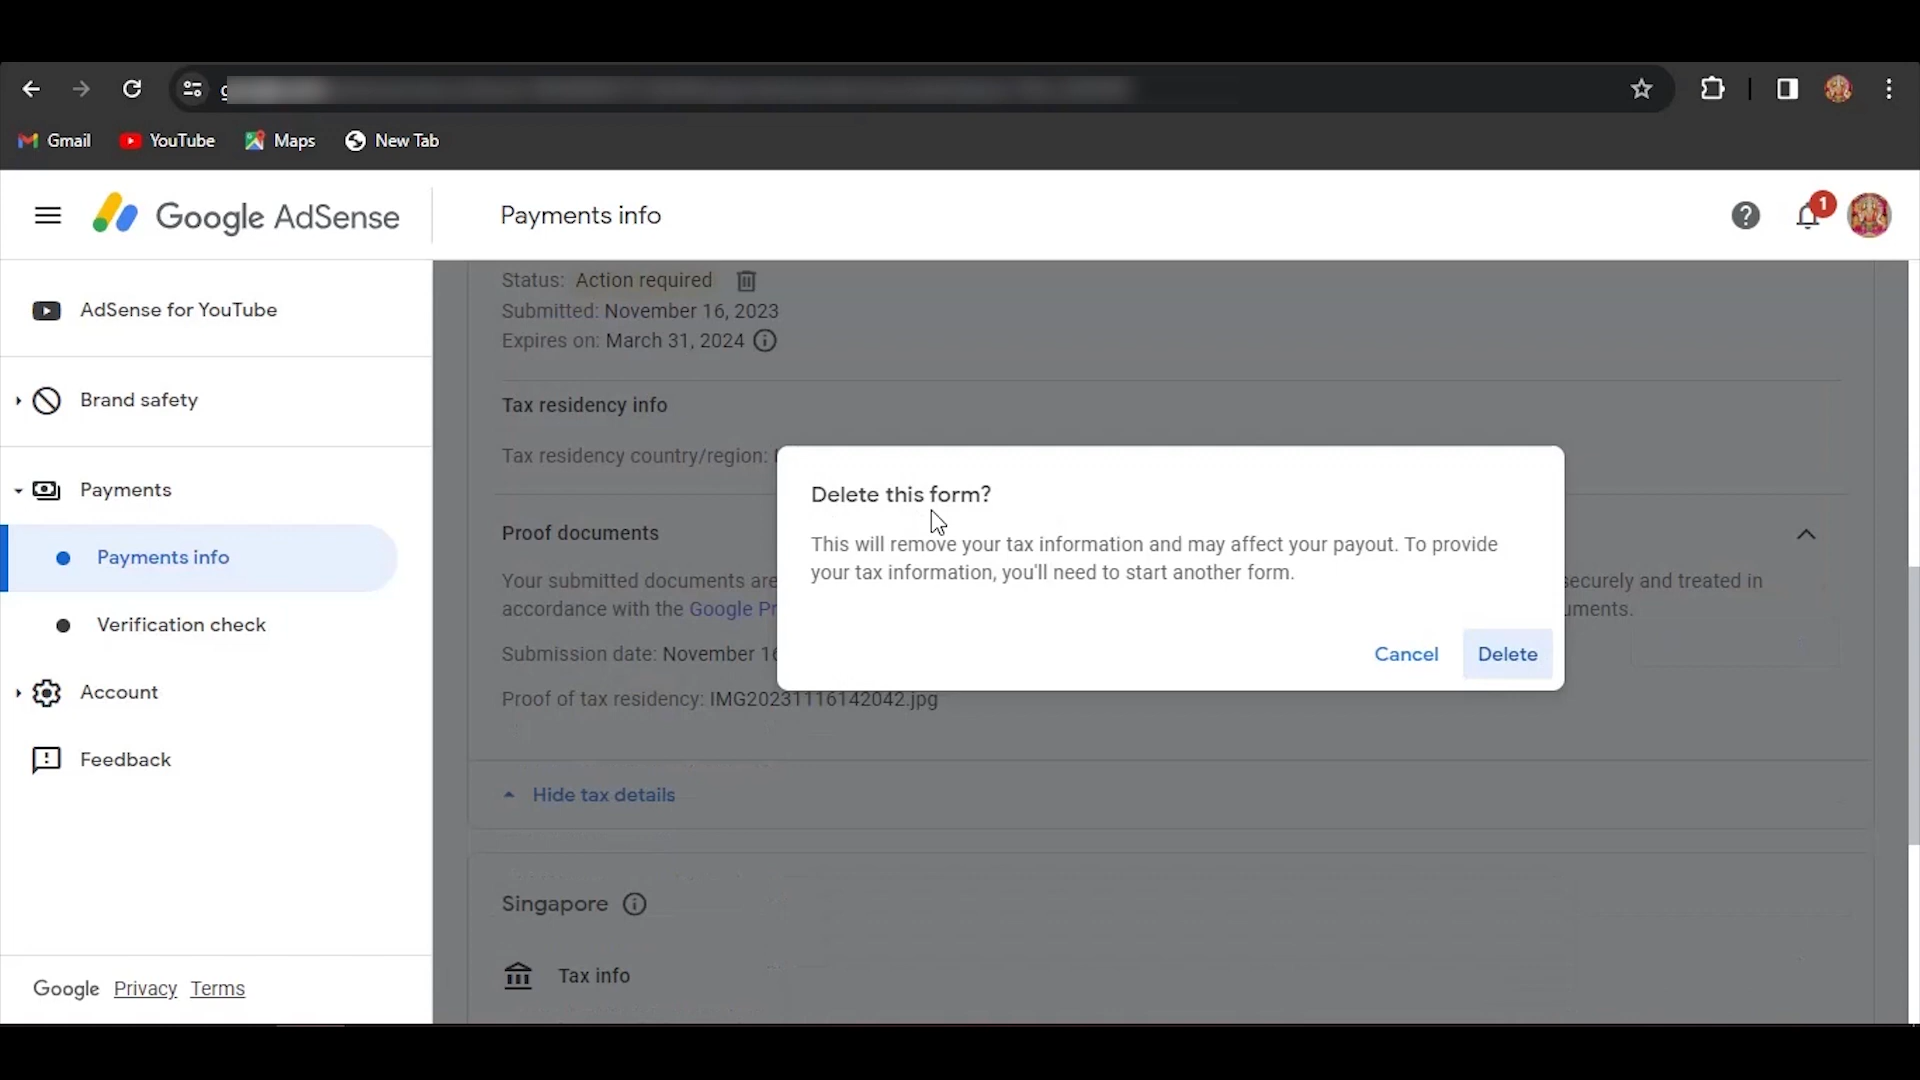 Gmail
YouTube
Maps
New Tab
Google AdSense
Payments info
1
AdSense for YouTube
Brand safety
Payments
Payments info
Verification check
Account
Feedback
Google Privacy Terms
Status: Action required
Submitted: November 16, 2023
Expires on: March 31, 2024
Tax residency info
Tax residency country/region:
Proof documents
Your submitted documents are securely and treated in
accordance with the Google
Submission date: November
Proof of tax residency: IMG20231116142042.jpg
Hide tax details
Singapore
Tax info
Delete this form?
This will remove your tax information and may affect your payout. To provide
your tax information, you'll need to start another form.
Cancel Delete